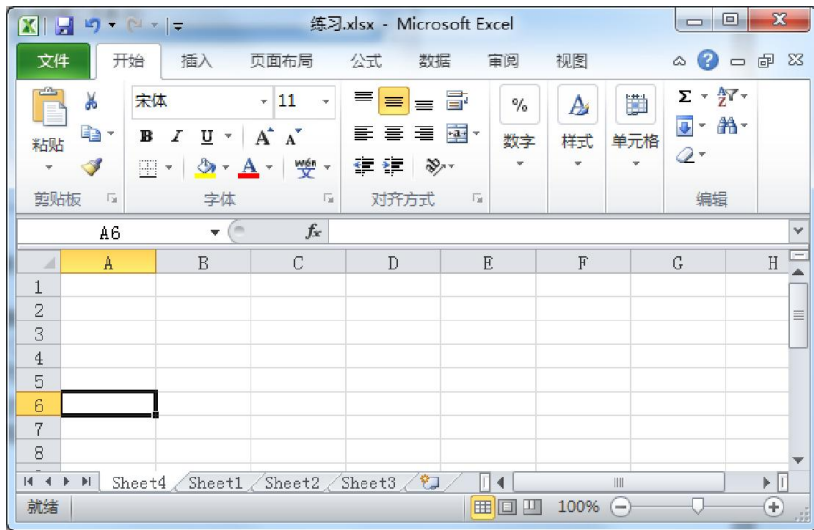 练习.xlsx - Microsoft Excel
文件 开始 插入 页面布局 公式 数据 审阅 视图
宋体 11
粘贴 B I U A A % 数字 样式 单元格 Σ
A wén 变
剪贴板 字体 对齐方式 编辑
A6 fx
A B C D E F G H
1
2
3
4
5
6
7
8
Sheet4 Sheet1 Sheet2 Sheet3
就绪 100%